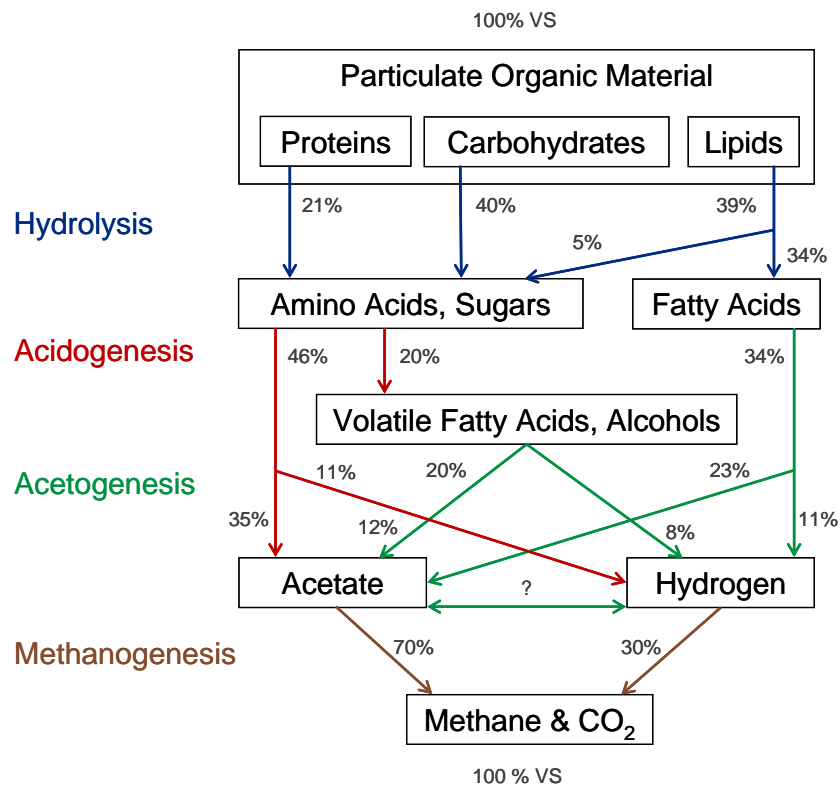 100% VS
Particulate Organic Material
Proteins
Carbohydrates
Lipids
21%
40%
39%
Hydrolysis
5%
34%
Amino Acids, Sugars
Fatty Acids
Acidogenesis
46%
20%
34%
Volatile Fatty Acids, Alcohols
Acetogenesis
11%
20%
23%
35%
12%
8%
11%
Acetate
?
Hydrogen
Methanogenesis
70%
30%
Methane & CO₂
100 % VS